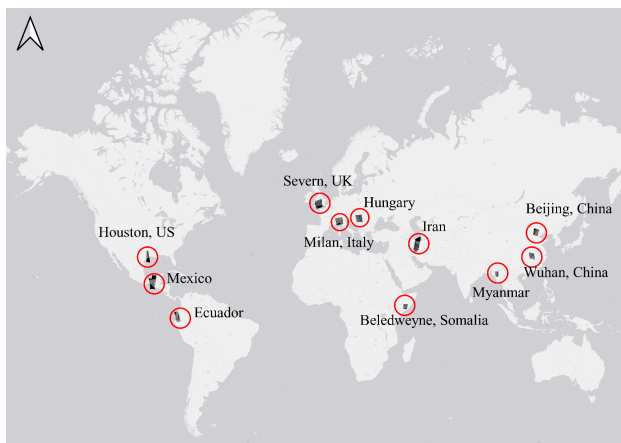 Severn, UK
Hungary
Beijing, China
Houston, US
Iran
Milan, Italy
Mexico
Wuhan, China
Myanmar
Ecuador
Beledweyne, Somalia